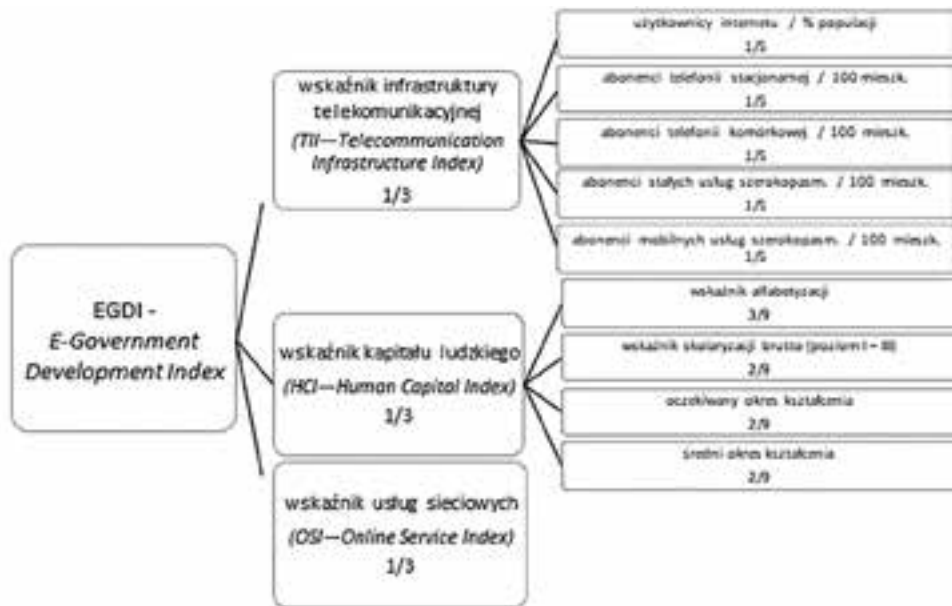 EGDI -
E-Government
Development Index
wskaźnik infrastruktury
telekomunikacyjnej
(TII—Telecommunication
Infrastructure Index)
1/3
użytkownicy internetu / % populacji
1/5
abonenci telefonii stacjonarnej / 100 mieszk.
1/5
abonenci telefonii komórkowej / 100 mieszk.
1/5
abonenci stałych usług szerokopasm. / 100 mieszk.
1/5
abonenci mobilnych usług szerokopasm. / 100 mieszk.
1/5
wskaźnik kapitału ludzkiego
(HCI—Human Capital Index)
1/3
wskaźnik alfabetyzacji
3/9
wskaźnik skolaryzacji brutto (poziom I – III)
2/9
oczekiwany okres kształcenia
2/9
średni okres kształcenia
2/9
wskaźnik usług sieciowych
(OSI—Online Service Index)
1/3